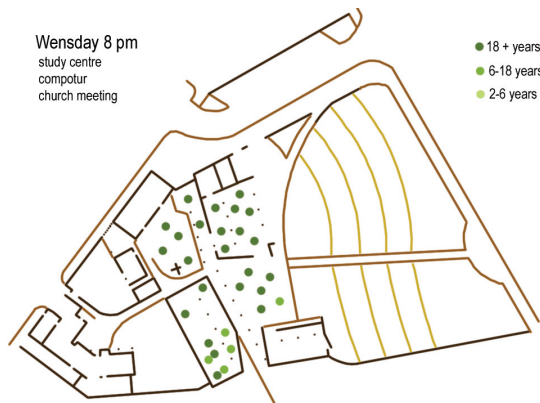 Wensday 8 pm
study centre
compotur
church meeting
18 + years
6-18 years
2-6 years